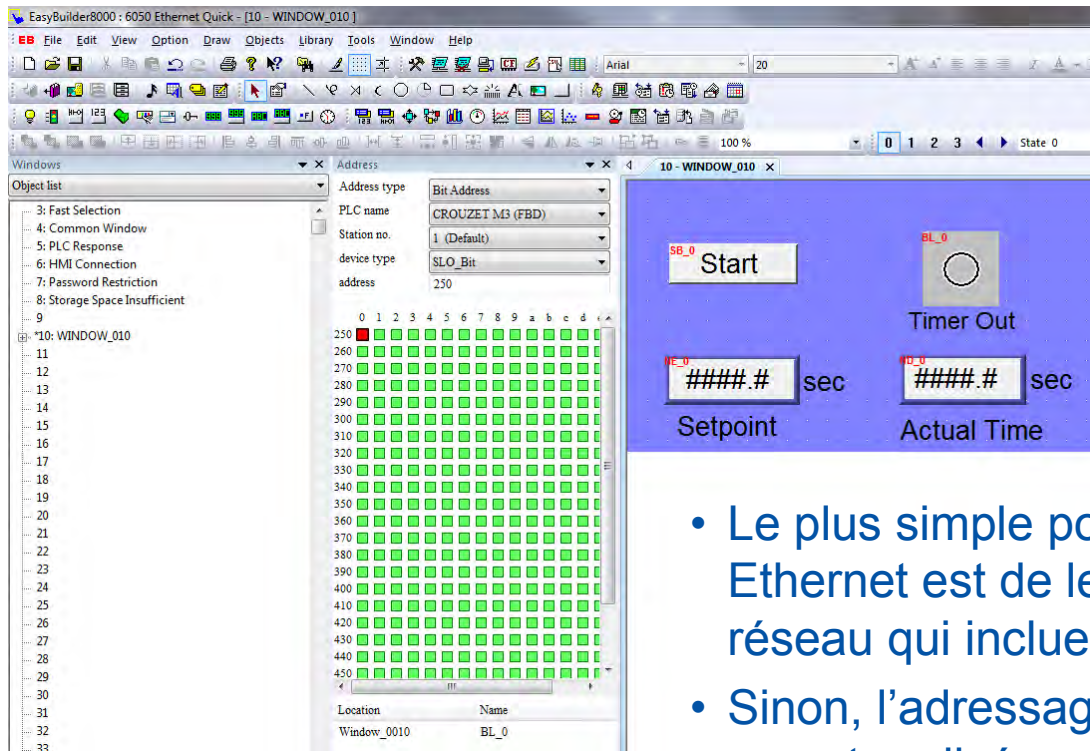 EasyBuilder8000 : 6050 Ethernet Quick - [10 - WINDOW_010 ]
EB File Edit View Option Draw Objects Library Tools Window Help
Arial 20
100 % 0 1 2 3 State 0
Windows
Object list
3: Fast Selection
4: Common Window
5: PLC Response
6: HMI Connection
7: Password Restriction
8: Storage Space Insufficient
9
*10: WINDOW_010
11
12
13
14
15
16
17
18
19
20
21
22
23
24
25
26
27
28
29
30
31
32
33
Address
Address type Bit Address
PLC name CROUZET M3 (FBD)
Station no. 1 (Default)
device type SLO_Bit
address 250
0 1 2 3 4 5 6 7 8 9 a b c d
250
260
270
280
290
300
310
320
330
340
350
360
370
380
390
400
410
420
430
440
450
Location Name
Window_0010 BL_0
10 - WINDOW_010
SB_0
Start
BL_0
Timer Out
####.# sec
Setpoint
####.# sec
Actual Time
• Le plus simple
Ethernet est de
réseau qui
• Sinon,